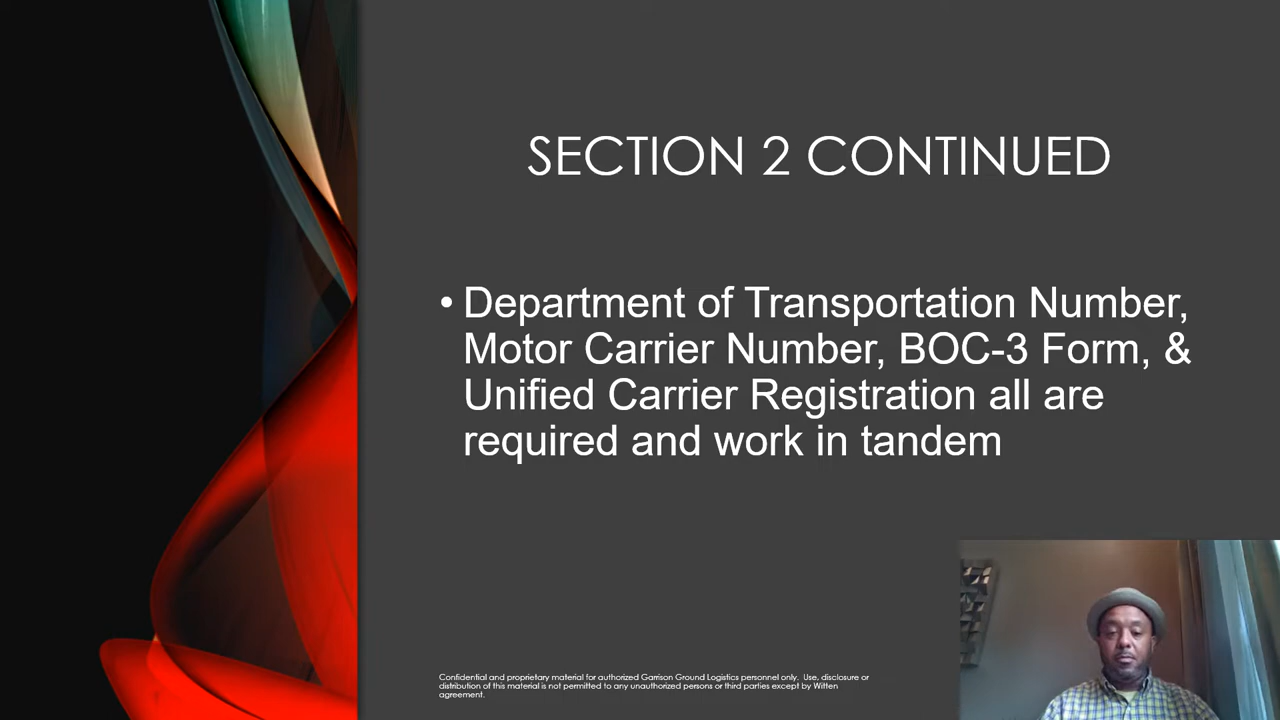 SECTION 2 CONTINUED
• Department of Transportation Number,
Motor Carrier Number, BOC-3 Form, &
Unified Carrier Registration all are
required and work in tandem
Confidential and proprietary material for authorized Garrison Ground Logistics personnel only.  Use, disclosure or
distribution of this material is not permitted to any unauthorized persons or third parties except by Witten
agreement.